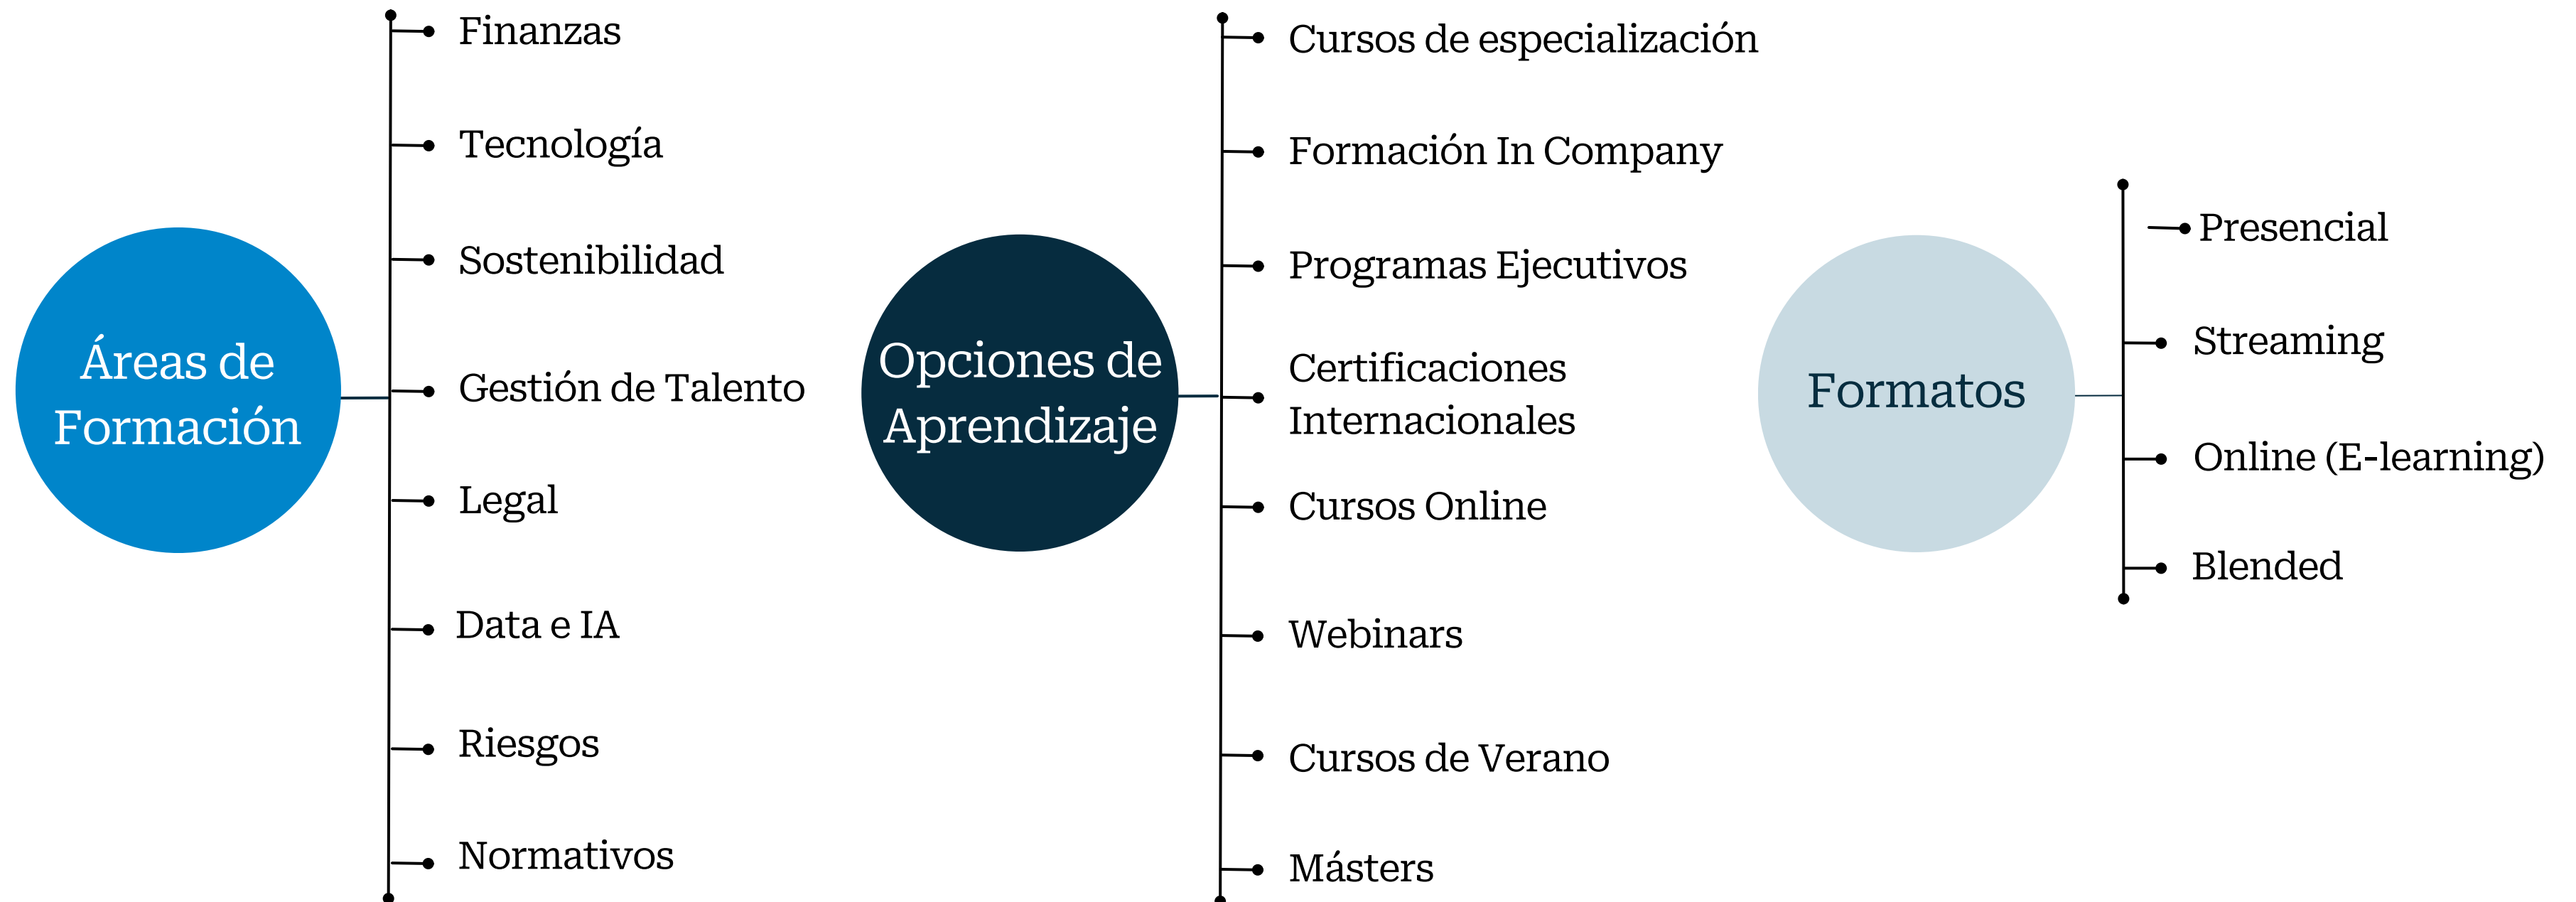 Áreas de
Formación
Finanzas
Tecnología
Sostenibilidad
Gestión de Talento
Legal
Data e IA
Riesgos
Normativos
Opciones de
Aprendizaje
Cursos de especialización
Formación In Company
Programas Ejecutivos
Certificaciones
Internacionales
Cursos Online
Webinars
Cursos de Verano
Másters
Formatos
Presencial
Streaming
Online (E-learning)
Blended